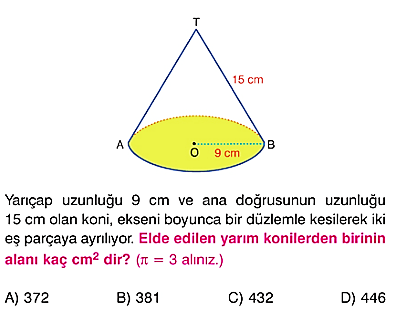 T
15 cm
A
B
O
9 cm
Yarıçap uzunluğu 9 cm ve ana doğrusunun uzunluğu
15 cm olan koni, ekseni boyunca bir düzlemle kesilerek iki
eş parçaya ayrılıyor. Elde edilen yarım konilerden birinin
alanı kaç cm² dir? (π = 3 alınız.)
A) 372 B) 381 C) 432 D) 446